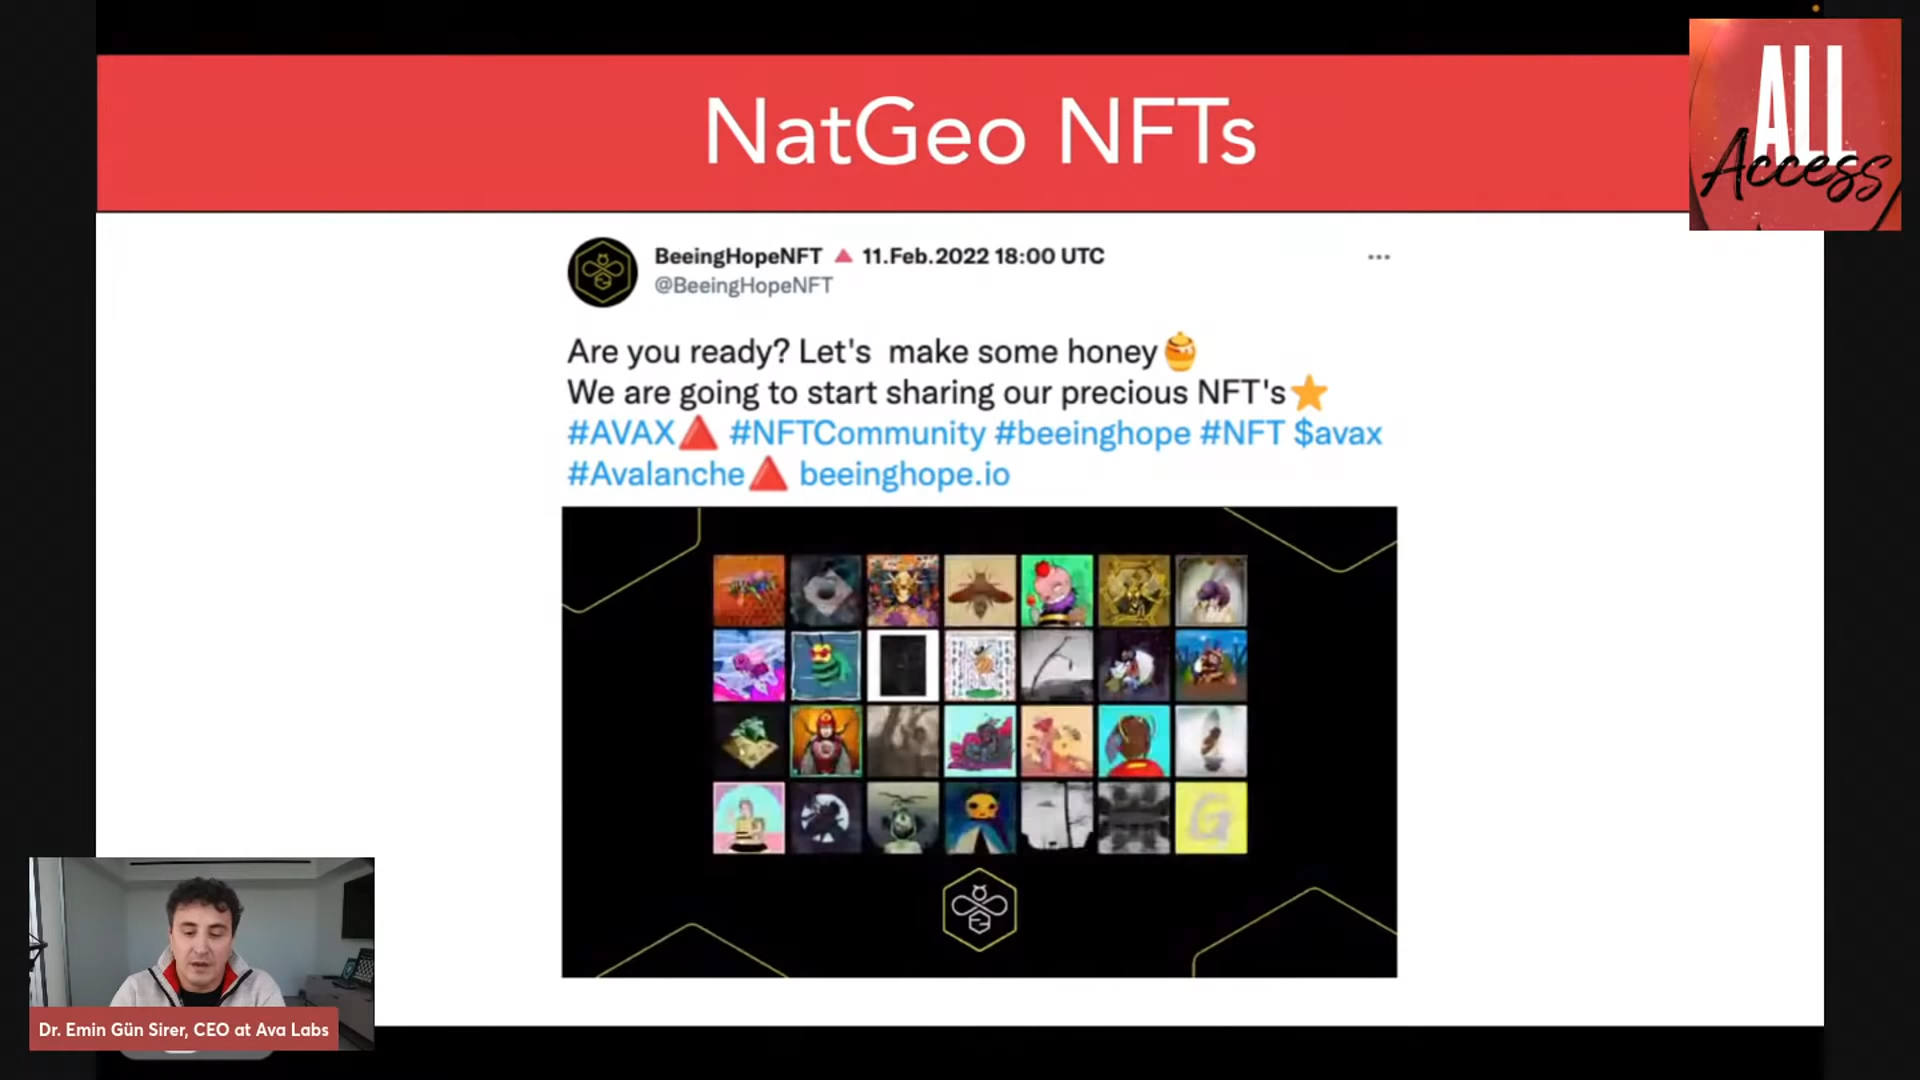 NatGeo NFTs
ALL
Access
BeeingHopeNFT 🔺 11.Feb.2022 18:00 UTC
@BeeingHopeNFT
Are you ready? Let's make some honey🍯
We are going to start sharing our precious NFT's⭐
#AVAX🔺 #NFTCommunity #beeinghope #NFT $avax
#Avalanche🔺 beeinghope.io
G
Dr. Emin Gün Sirer, CEO at Ava Labs